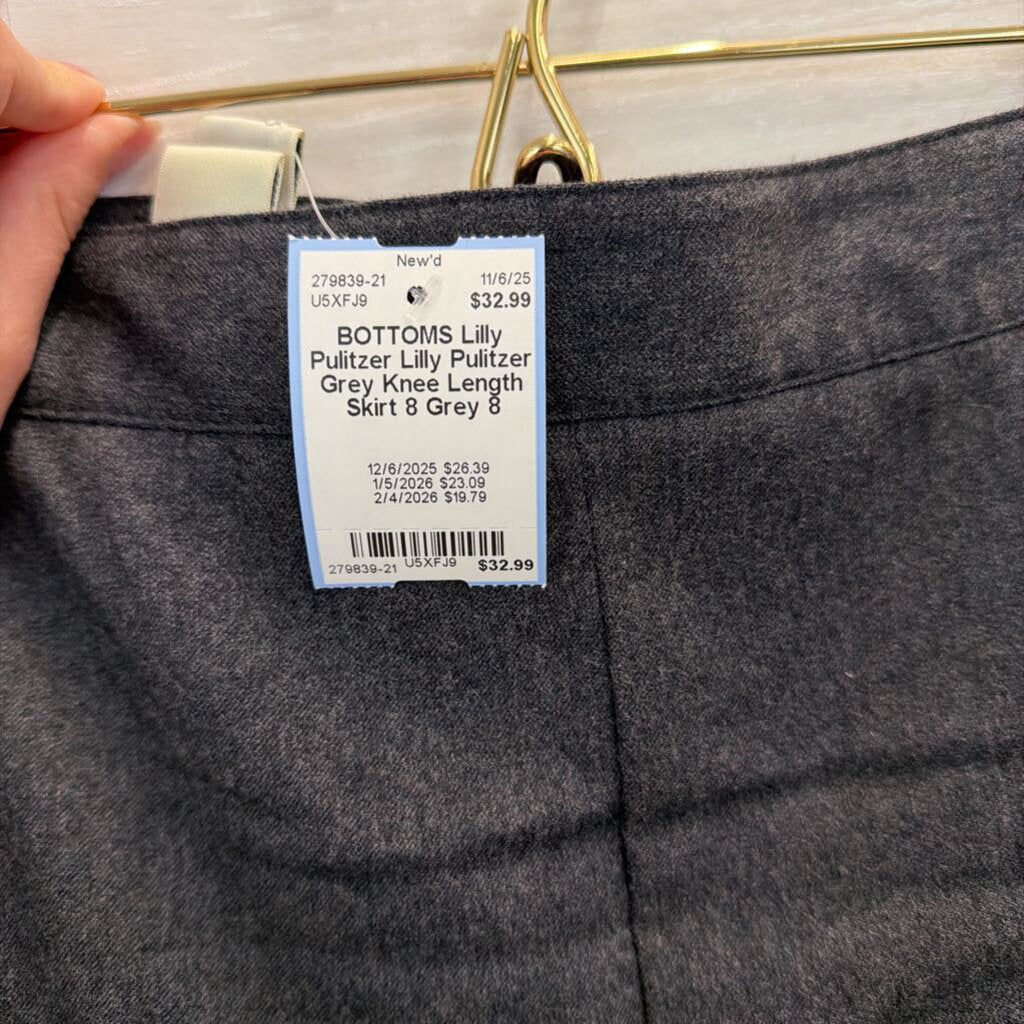 New'd
279839-21 11/6/25
U5XFJ9 $32.99
BOTTOMS Lilly
Pulitzer Lilly Pulitzer
Grey Knee Length
Skirt 8 Grey 8
12/6/2025 $26.39
1/5/2026 $23.09
2/4/2026 $19.79
279839-21 U5XFJ9 $32.99